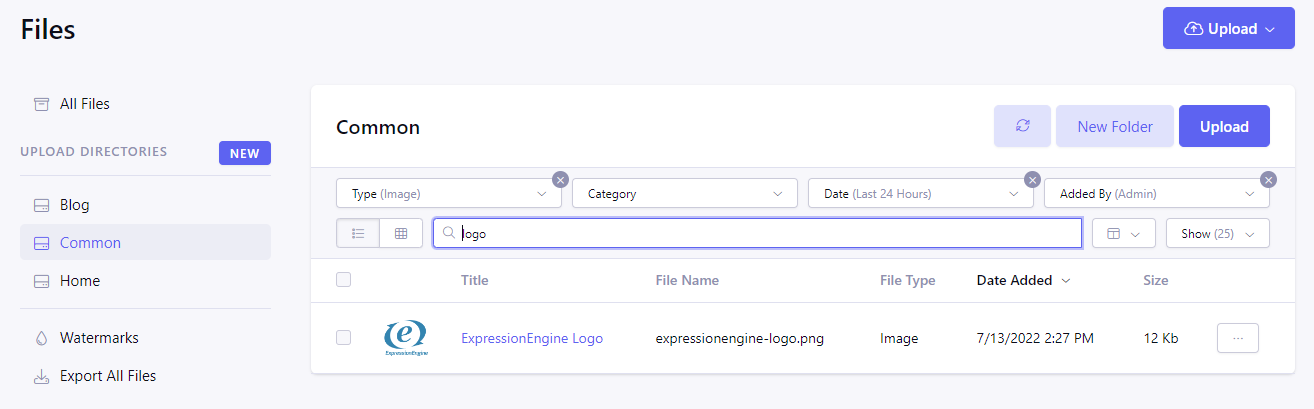 Files
Upload
All Files
UPLOAD DIRECTORIES
NEW
Blog
Common
Home
Watermarks
Export All Files
Common
New Folder
Upload
Type (Image)
Category
Date (Last 24 Hours)
Added By (Admin)
logo
Show (25)
Title File Name File Type Date Added Size
e
ExpressionEngine
ExpressionEngine Logo expressionengine-logo.png Image 7/13/2022 2:27 PM 12 Kb ...